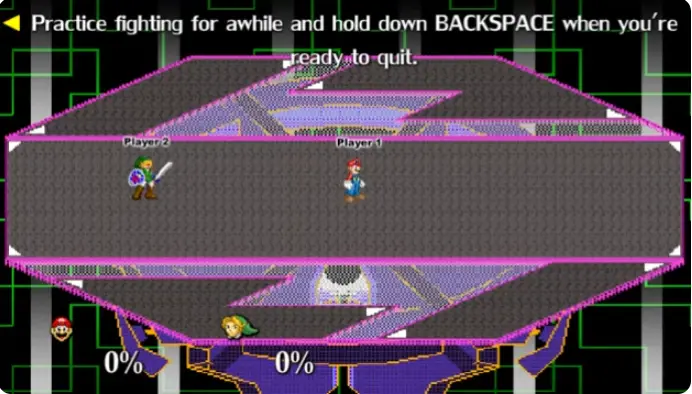 Practice fighting for awhile and hold down BACKSPACE when you're
ready to quit.
Player 2
Player 1
0%
0%